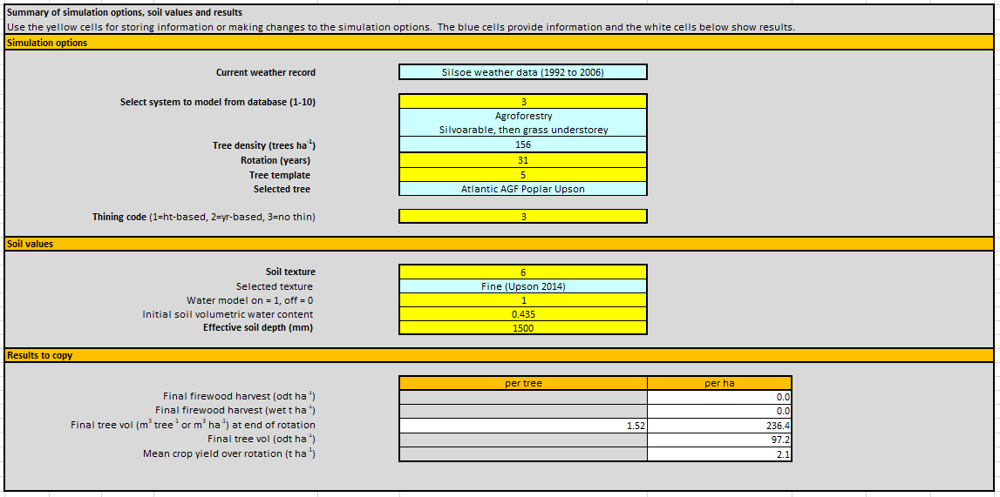 Summary of simulation options, soil values and results
Use the yellow cells for storing information or making changes to the simulation options.  The blue cells provide information and the white cells below show results.
Simulation options
Current weather record Silsoe weather data (1992 to 2006)
Select system to model from database (1-10) 3
Agroforestry
Silvoarable, then grass understorey
Tree density (trees ha⁻¹) 156
Rotation (years) 31
Tree template 5
Selected tree Atlantic AGF Poplar Upson
Thining code (1=ht-based, 2=yr-based, 3=no thin) 3
Soil values
Soil texture 6
Selected texture Fine (Upson 2014)
Water model on = 1, off = 0 1
Initial soil volumetric water content 0.435
Effective soil depth (mm) 1500
Results to copy
per tree per ha
Final firewood harvest (odt ha⁻¹) 0.0
Final firewood harvest (wet t ha⁻¹) 0.0
Final tree vol (m³ tree⁻¹ or m³ ha⁻¹) at end of rotation 1.52 236.4
Final tree vol (odt ha⁻¹) 97.2
Mean crop yield over rotation (t ha⁻¹) 2.1